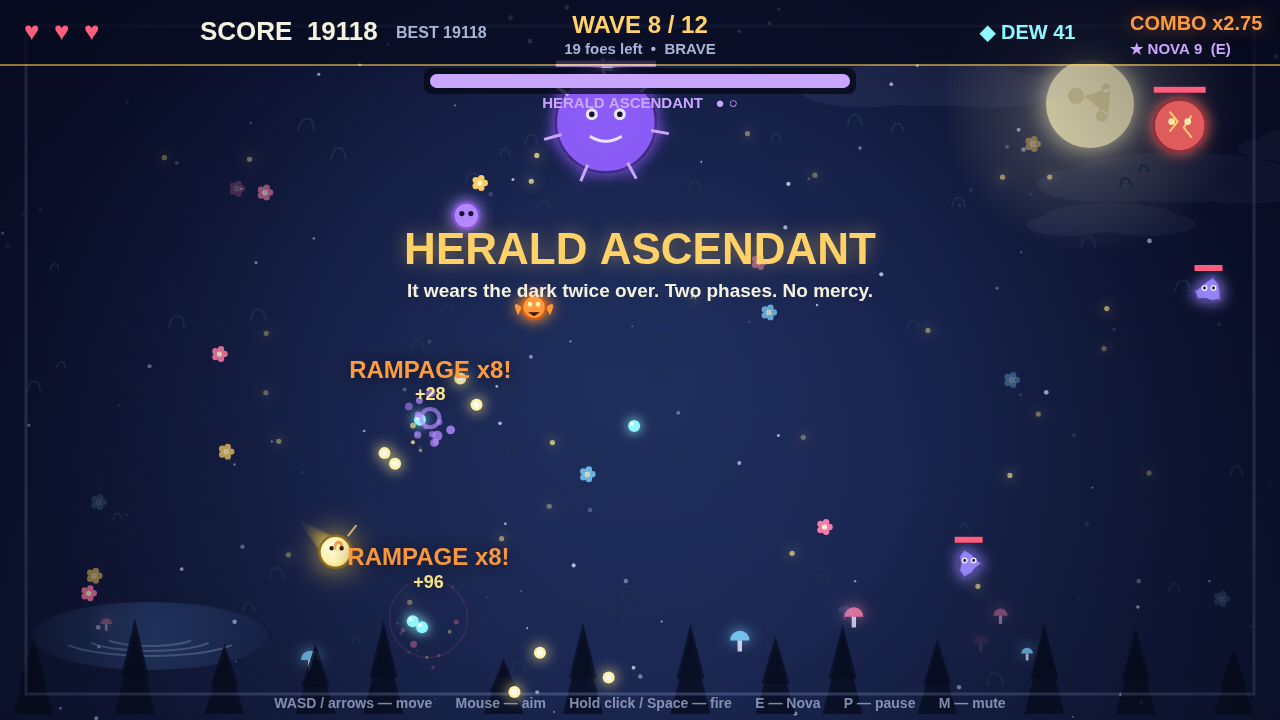 ♥ ♥ ♥ SCORE 19118 BEST 19118 WAVE 8 / 12 ◆ DEW 41 COMBO x2.75
19 foes left • BRAVE ★ NOVA 9 (E)
HERALD ASCENDANT ● ○
HERALD ASCENDANT
It wears the dark twice over. Two phases. No mercy.
RAMPAGE x8!
+28
RAMPAGE x8!
+96
WASD / arrows — move Mouse — aim Hold click / Space — fire E — Nova P — pause M — mute